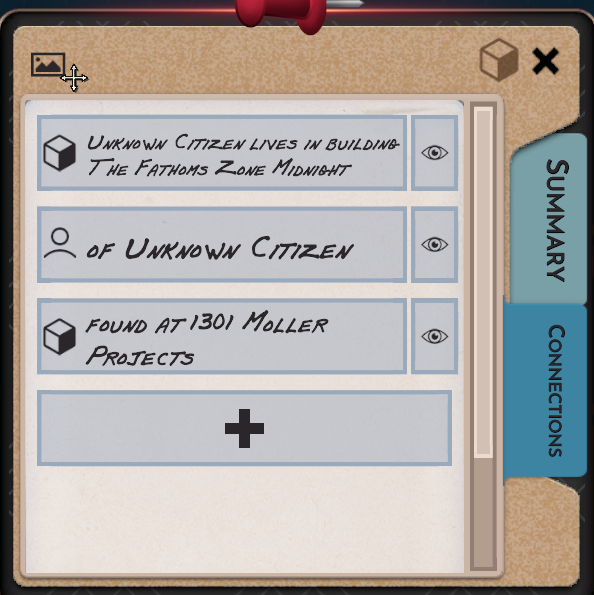 Unknown Citizen lives in building
The Fathoms Zone Midnight
of Unknown Citizen
found at 1301 Moller
Projects
Summary
Connections